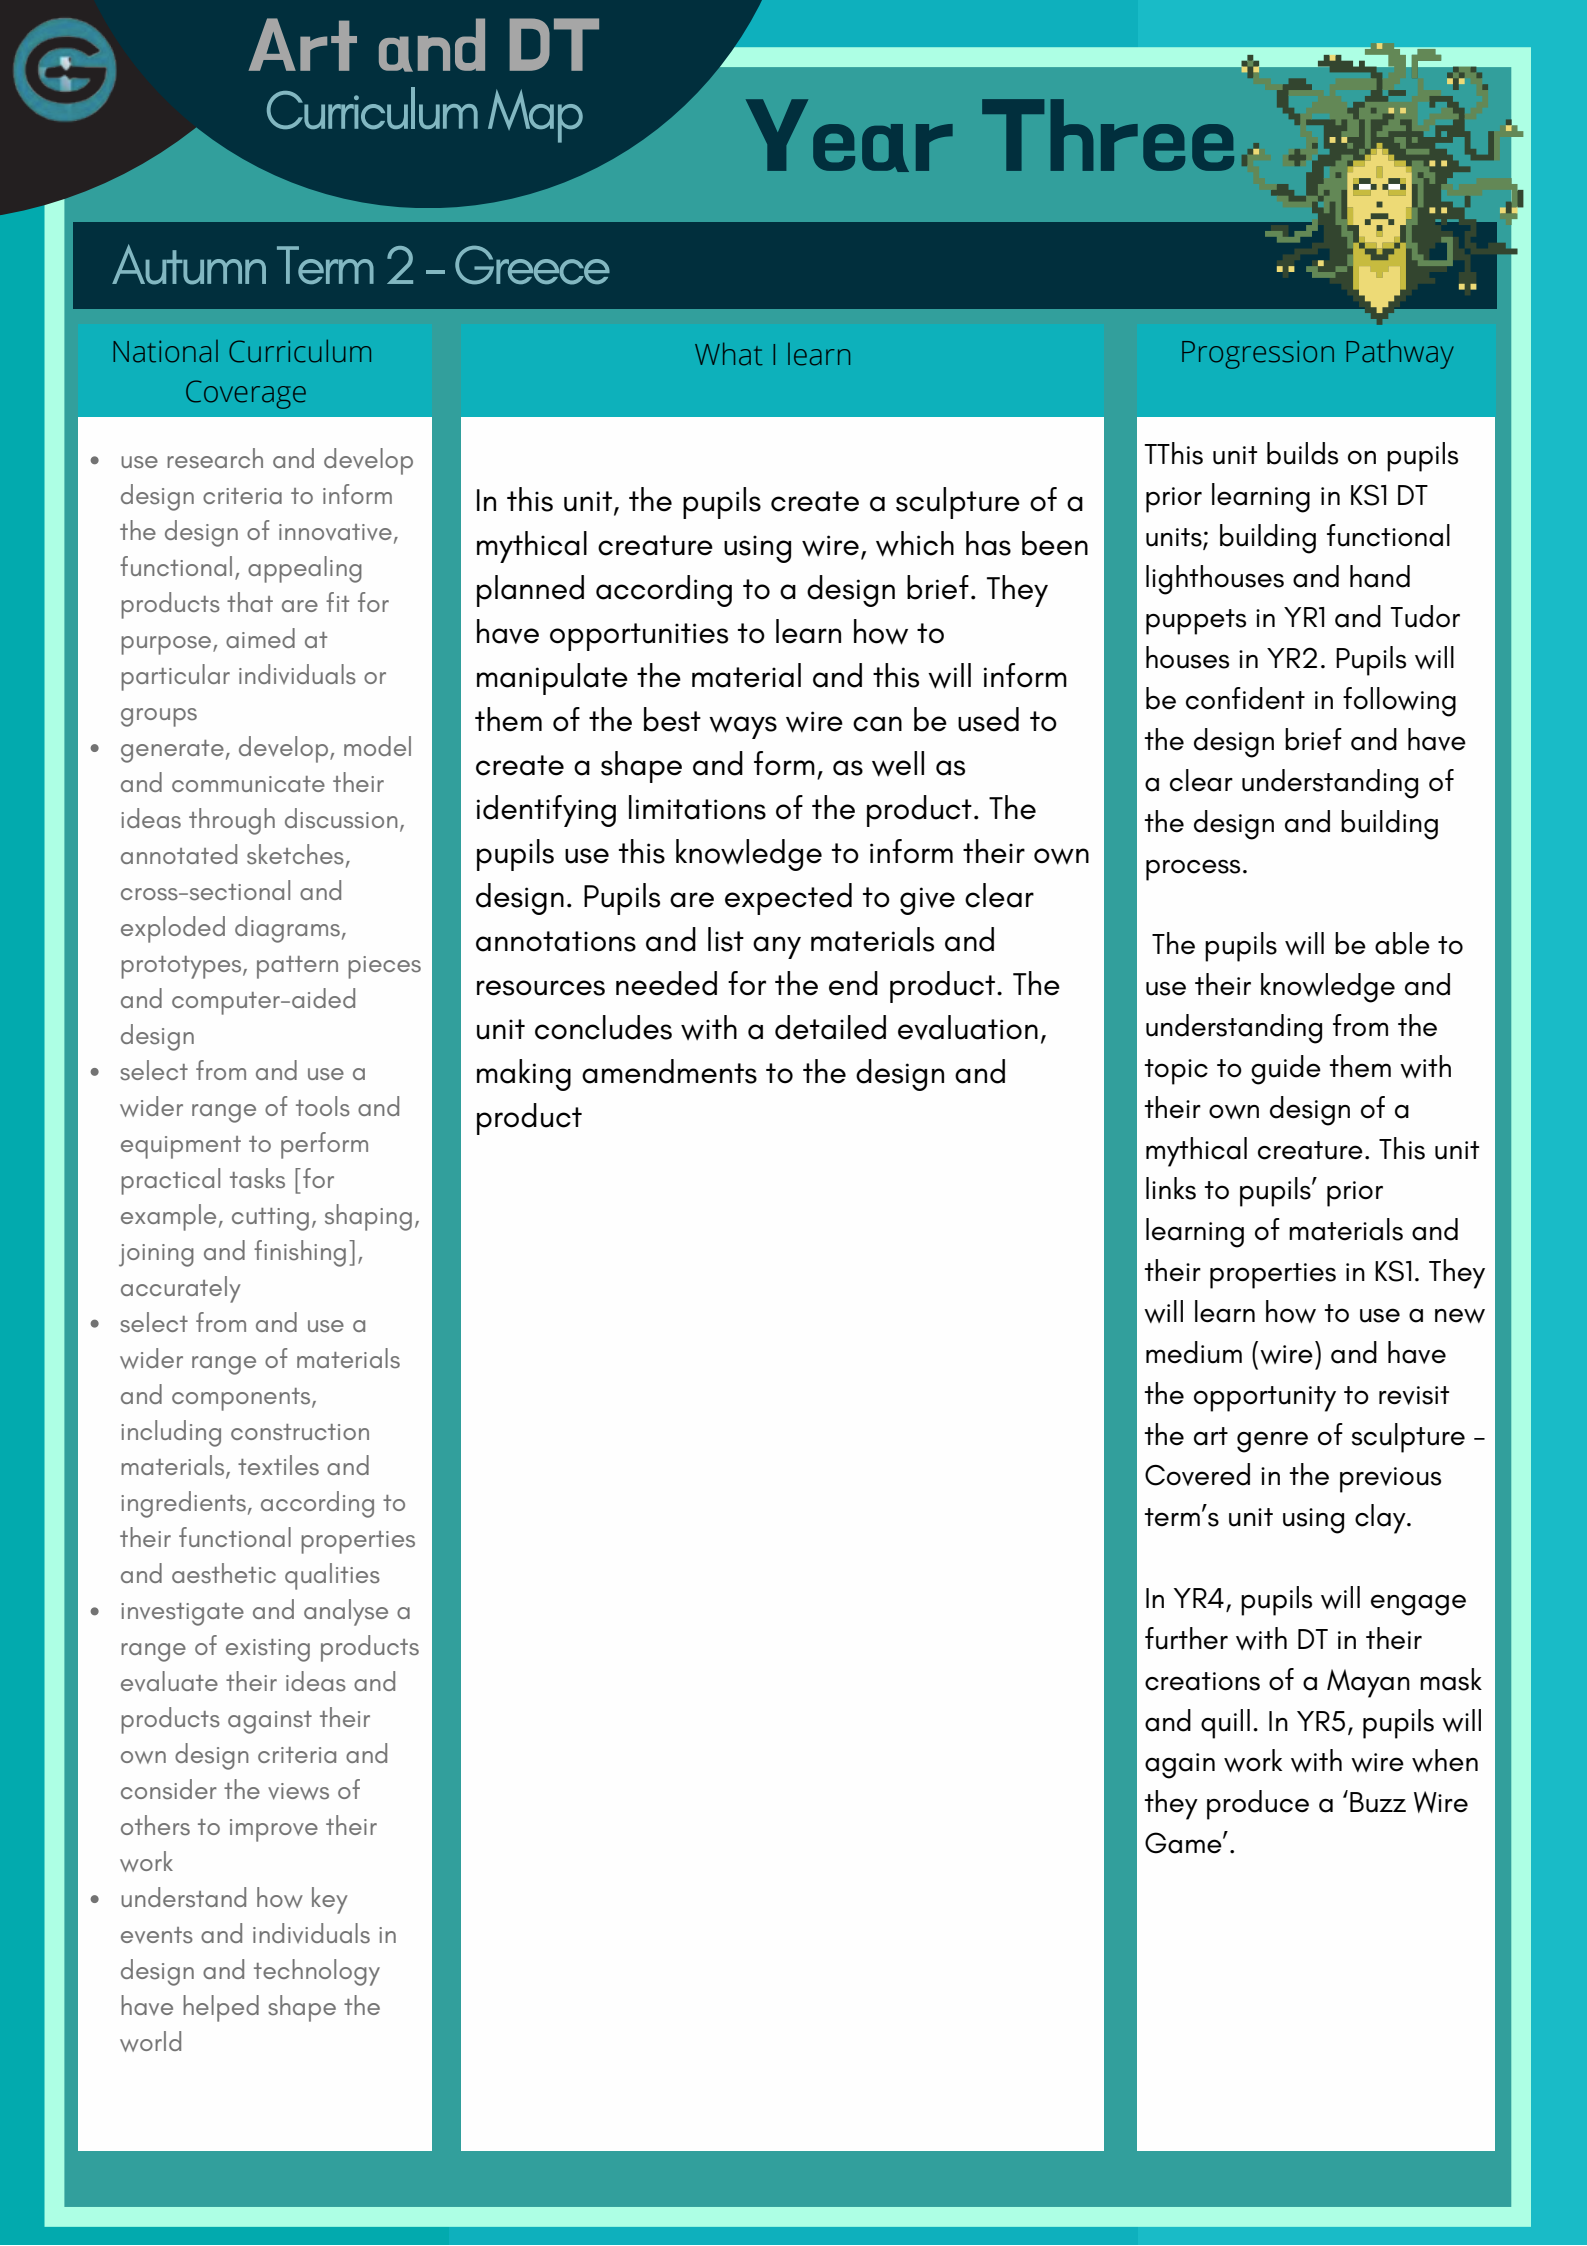 Art and DT
Curriculum Map
Year Three
Autumn Term 2 - Greece
National Curriculum
Coverage
• use research and develop
design criteria to inform
the design of innovative,
functional, appealing
products that are fit for
purpose, aimed at
particular individuals or
groups
• generate, develop, model
and communicate their
ideas through discussion,
annotated sketches,
cross-sectional and
exploded diagrams,
prototypes, pattern pieces
and computer-aided
design
• select from and use a
wider range of tools and
equipment to perform
practical tasks [for
example, cutting, shaping,
joining and finishing],
accurately
• select from and use a
wider range of materials
and components,
including construction
materials, textiles and
ingredients, according to
their functional properties
and aesthetic qualities
• investigate and analyse a
range of existing products
evaluate their ideas and
products against their
own design criteria and
consider the views of
others to improve their
work
• understand how key
events and individuals in
design and technology
have helped shape the
world
What I learn
In this unit, the pupils create a sculpture of a
mythical creature using wire, which has been
planned according to a design brief. They
have opportunities to learn how to
manipulate the material and this will inform
them of the best ways wire can be used to
create a shape and form, as well as
identifying limitations of the product. The
pupils use this knowledge to inform their own
design. Pupils are expected to give clear
annotations and list any materials and
resources needed for the end product. The
unit concludes with a detailed evaluation,
making amendments to the design and
product
Progression Pathway
TThis unit builds on pupils
prior learning in KS1 DT
units; building functional
lighthouses and hand
puppets in YR1 and Tudor
houses in YR2. Pupils will
be confident in following
the design brief and have
a clear understanding of
the design and building
process.
The pupils will be able to
use their knowledge and
understanding from the
topic to guide them with
their own design of a
mythical creature. This unit
links to pupils’ prior
learning of materials and
their properties in KS1. They
will learn how to use a new
medium (wire) and have
the opportunity to revisit
the art genre of sculpture -
Covered in the previous
term’s unit using clay.
In YR4, pupils will engage
further with DT in their
creations of a Mayan mask
and quill. In YR5, pupils will
again work with wire when
they produce a ‘Buzz Wire
Game’.